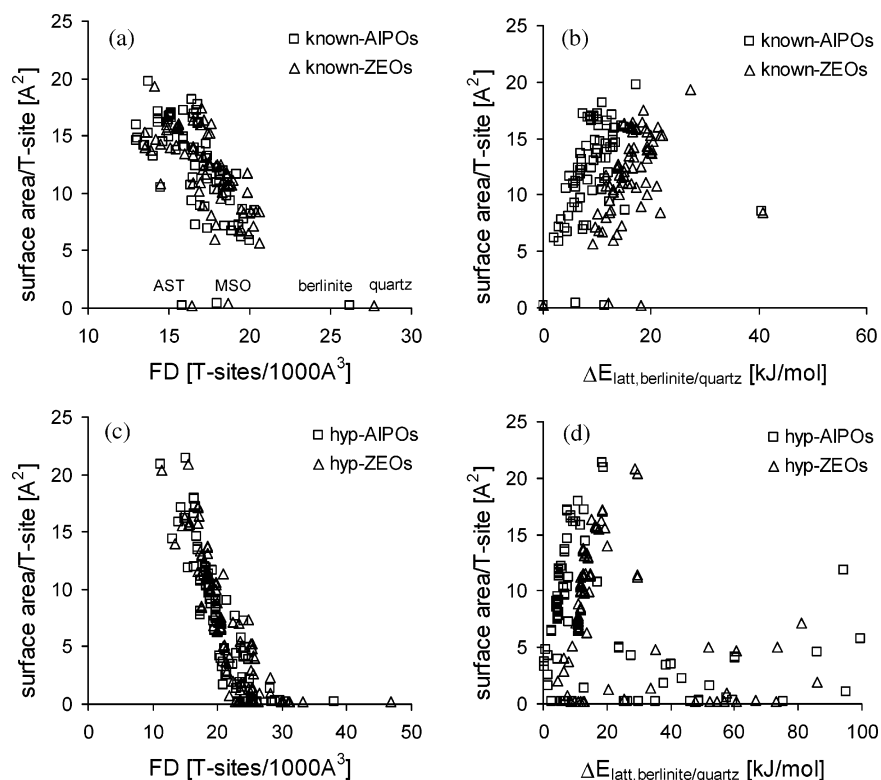 (a)
□ known-AlPOs
△ known-ZEOs
surface area/T-site [A²]
25
20
15
10
5
0
AST
MSO
berlinite
quartz
10 15 20 25 30
FD [T-sites/1000A³]
(b)
□ known-AlPOs
△ known-ZEOs
surface area/T-site [A²]
25
20
15
10
5
0
0 20 40 60
ΔE latt,berlinite/quartz [kJ/mol]
(c)
□ hyp-AlPOs
△ hyp-ZEOs
surface area/T-site [A²]
25
20
15
10
5
0
0 10 20 30 40 50
FD [T-sites/1000A³]
(d)
□ hyp-AlPOs
△ hyp-ZEOs
surface area/T-site [A²]
25
20
15
10
5
0
0 20 40 60 80 100
ΔE latt,berlinite/quartz [kJ/mol]